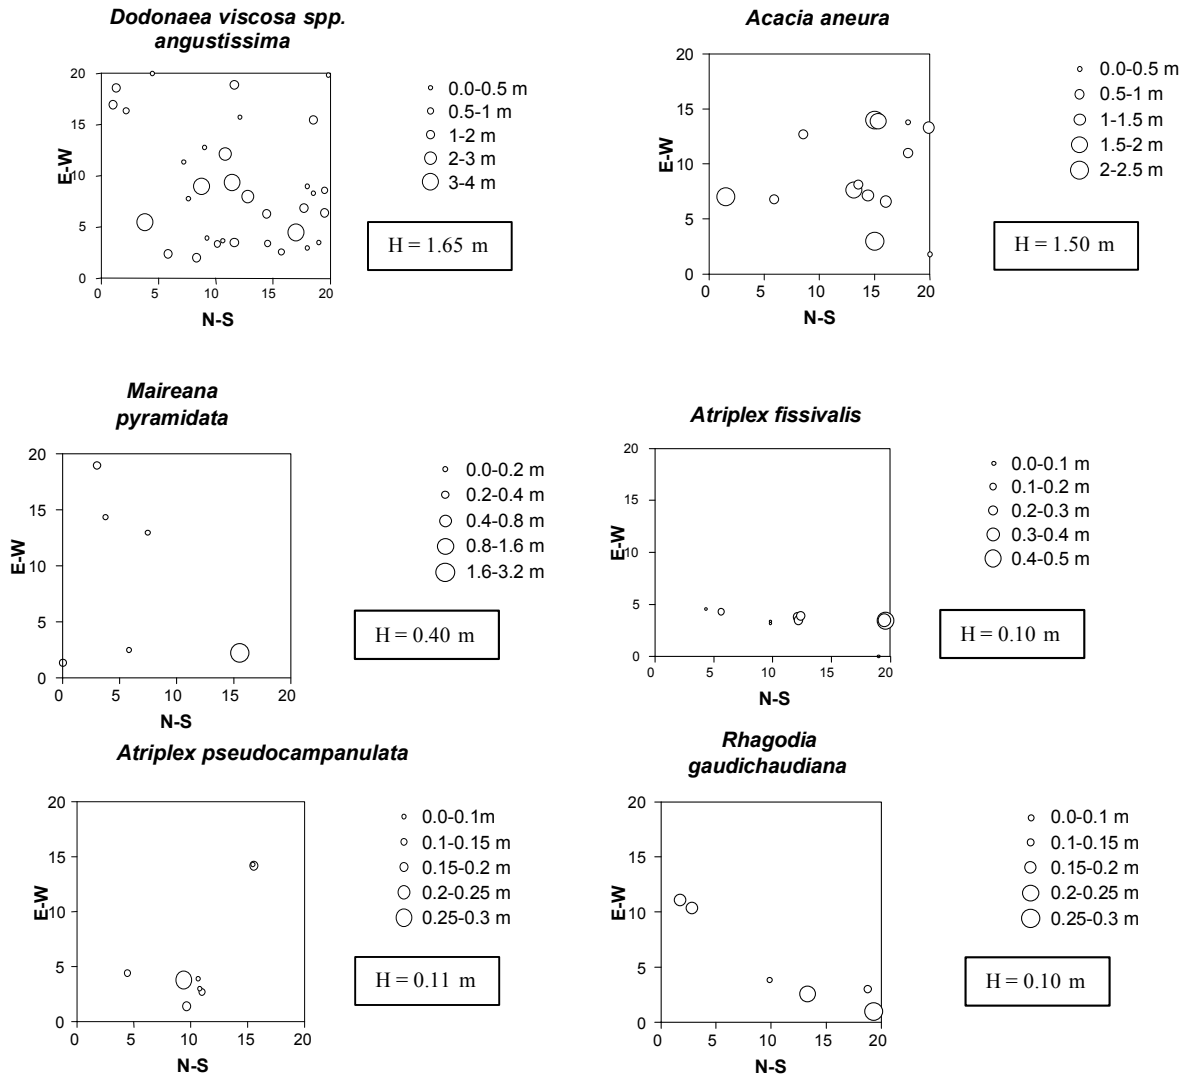 Dodonaea viscosa spp.
angustissima
20
15
10
5
0
E-W
0 5 10 15 20
N-S
0.0-0.5 m
0.5-1 m
1-2 m
2-3 m
3-4 m
H = 1.65 m
Acacia aneura
20
15
10
5
0
E-W
0 5 10 15 20
N-S
0.0-0.5 m
0.5-1 m
1-1.5 m
1.5-2 m
2-2.5 m
H = 1.50 m
Maireana
pyramidata
20
15
10
5
0
E-W
0 5 10 15 20
N-S
0.0-0.2 m
0.2-0.4 m
0.4-0.8 m
0.8-1.6 m
1.6-3.2 m
H = 0.40 m
Atriplex fissivalis
20
15
10
5
0
E-W
0 5 10 15 20
N-S
0.0-0.1 m
0.1-0.2 m
0.2-0.3 m
0.3-0.4 m
0.4-0.5 m
H = 0.10 m
Atriplex pseudocampanulata
20
15
10
5
0
E-W
0 5 10 15 20
N-S
0.0-0.1m
0.1-0.15 m
0.15-0.2 m
0.2-0.25 m
0.25-0.3 m
H = 0.11 m
Rhagodia
gaudichaudiana
20
15
10
5
0
E-W
0 5 10 15 20
N-S
0.0-0.1 m
0.1-0.15 m
0.15-0.2 m
0.2-0.25 m
0.25-0.3 m
H = 0.10 m